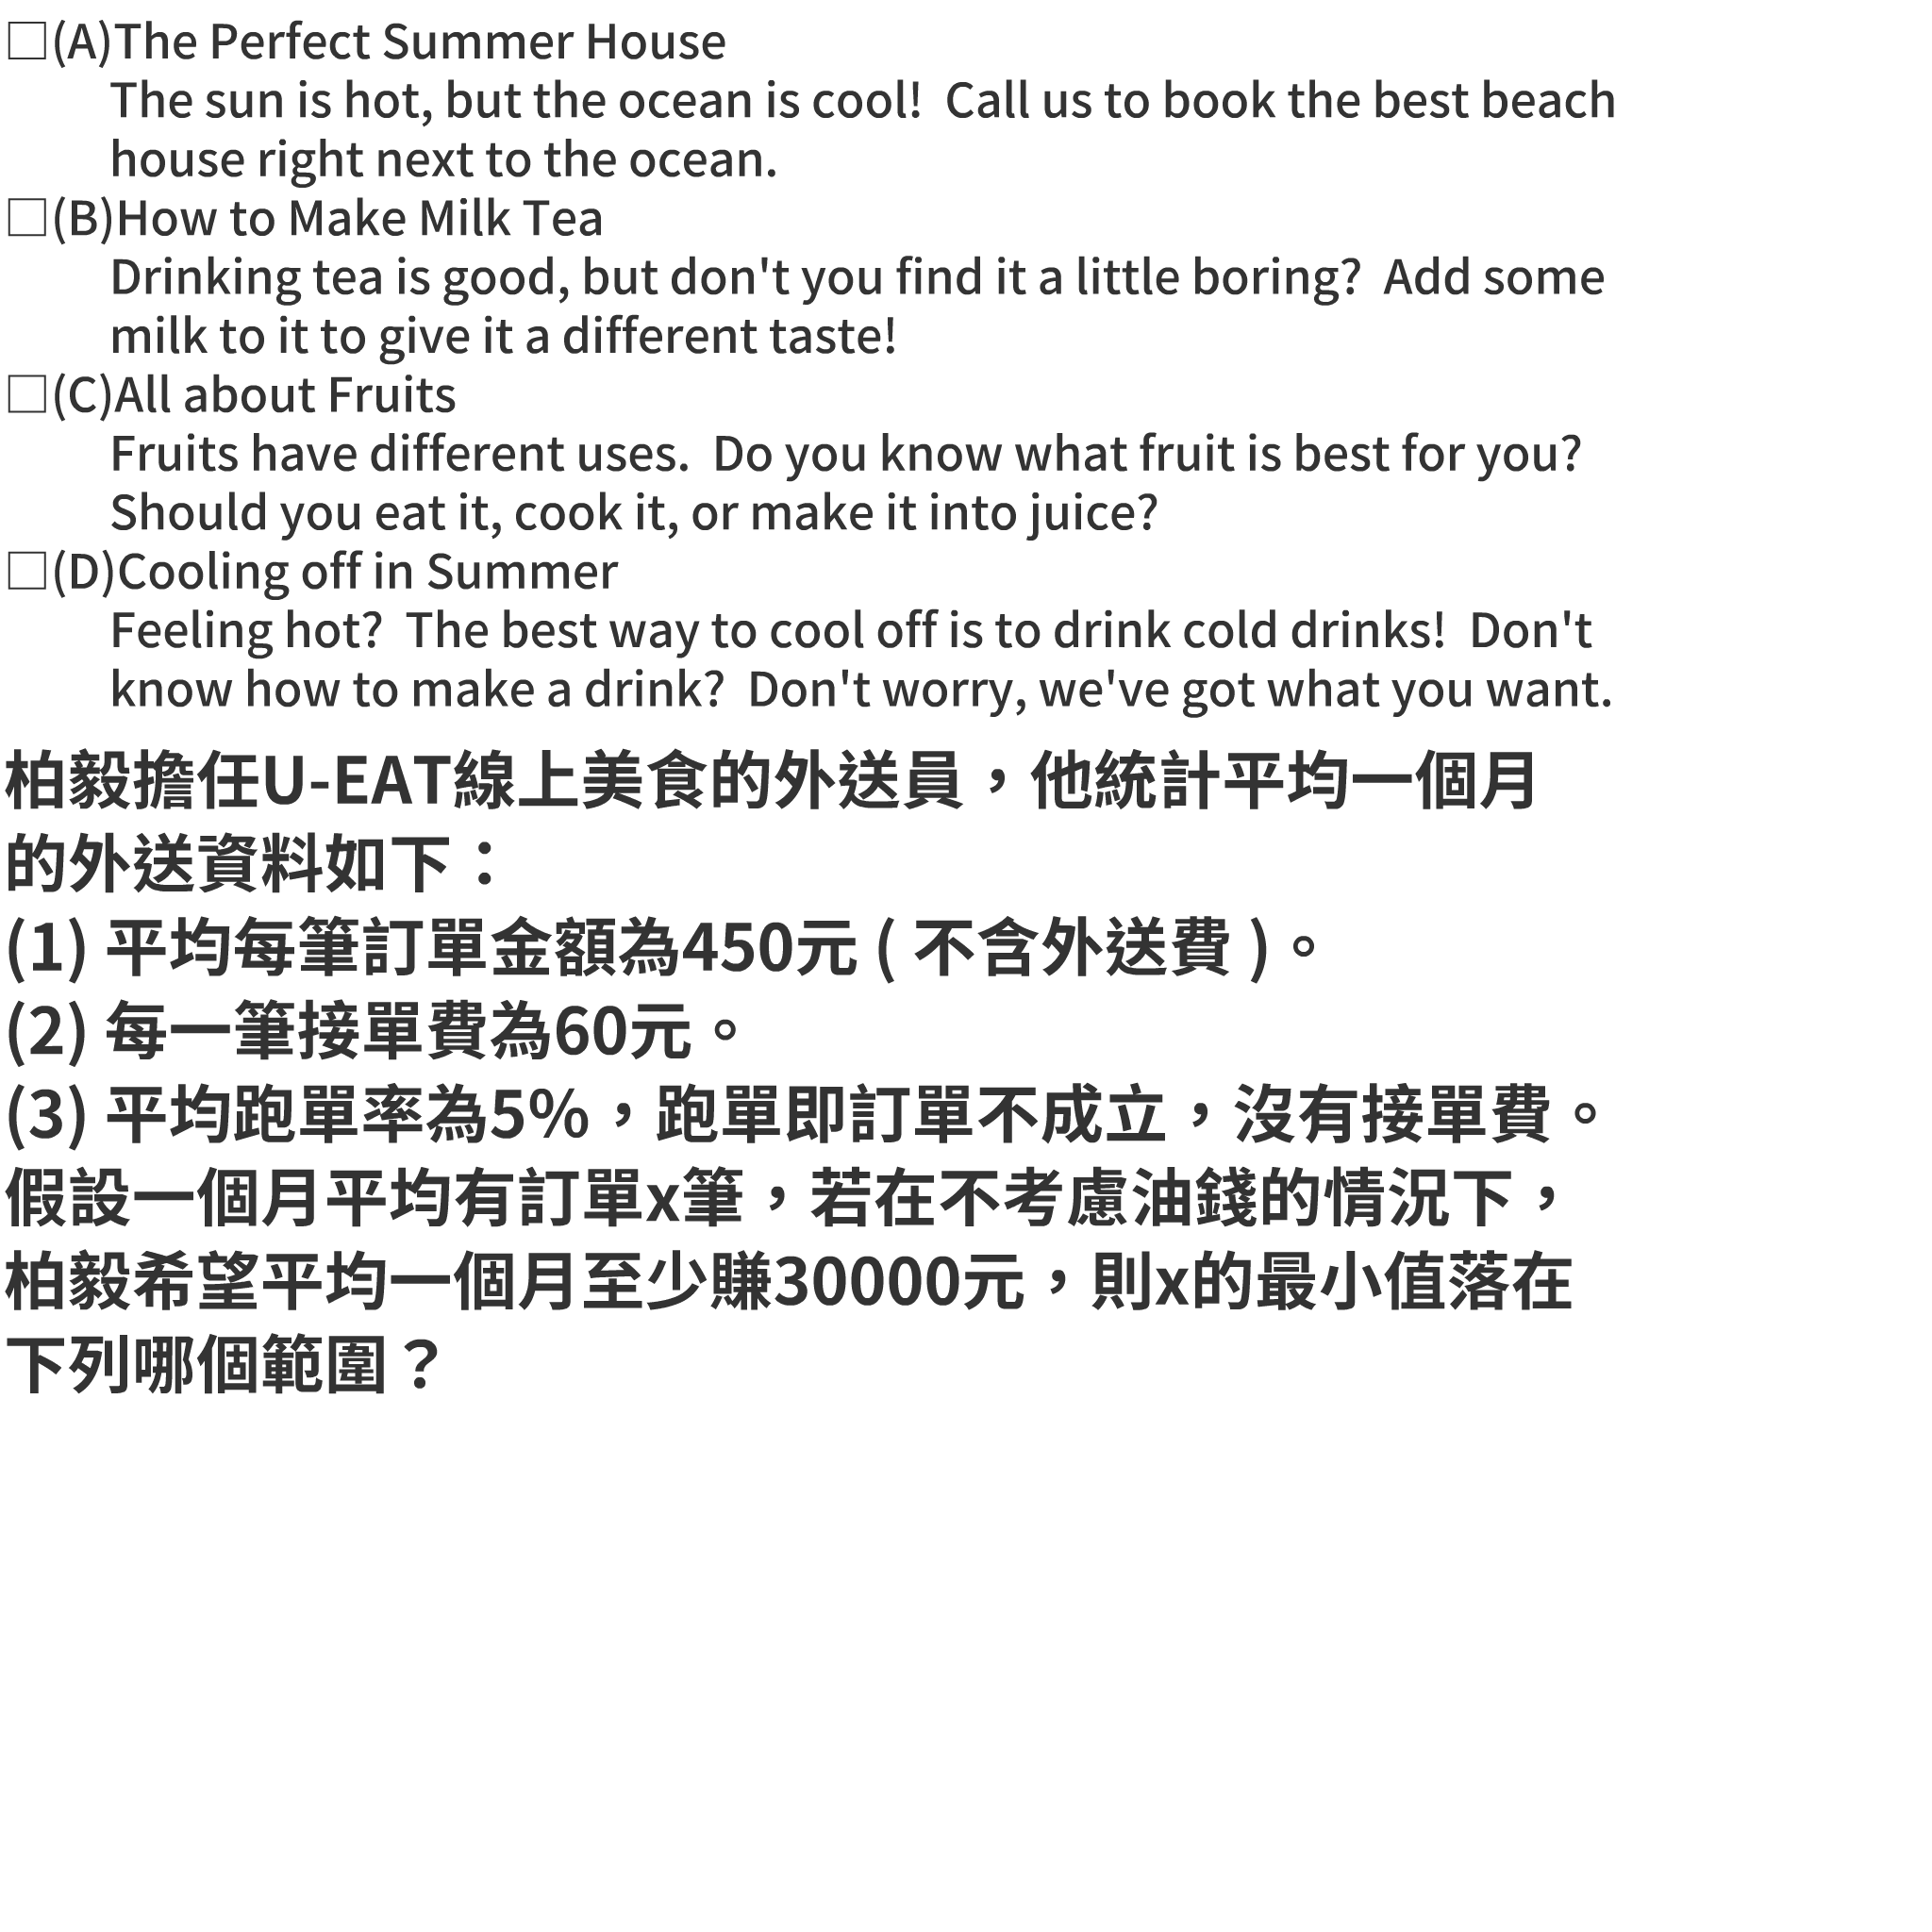 □(A)The Perfect Summer House
The sun is hot, but the ocean is cool!  Call us to book the best beach
house right next to the ocean.
□(B)How to Make Milk Tea
Drinking tea is good, but don't you find it a little boring?  Add some
milk to it to give it a different taste!
□(C)All about Fruits
Fruits have different uses.  Do you know what fruit is best for you?
Should you eat it, cook it, or make it into juice?
□(D)Cooling off in Summer
Feeling hot?  The best way to cool off is to drink cold drinks!  Don't
know how to make a drink?  Don't worry, we've got what you want.
柏毅擔任U-EAT線上美食的外送員，他統計平均一個月
的外送資料如下：
(1) 平均每筆訂單金額為450元 ( 不含外送費 )。
(2) 每一筆接單費為60元。
(3) 平均跑單率為5%，跑單即訂單不成立，沒有接單費。
假設一個月平均有訂單x筆，若在不考慮油錢的情況下，
柏毅希望平均一個月至少賺30000元，則x的最小值落在
下列哪個範圍？